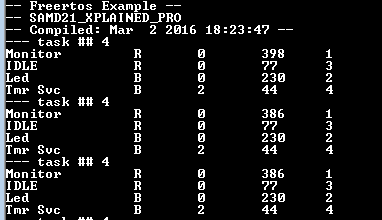 -- Freertos Example --
-- SAMD21_XPLAINED_PRO
-- Compiled: Mar  2 2016 18:23:47 --
--- task ## 4
Monitor R 0 398 1
IDLE R 0 77 3
Led B 0 230 2
Tmr Svc B 2 44 4
--- task ## 4
Monitor R 0 386 1
IDLE R 0 77 3
Led B 0 230 2
Tmr Svc B 2 44 4
--- task ## 4
Monitor R 0 386 1
IDLE R 0 77 3
Led B 0 230 2
Tmr Svc B 2 44 4
--- task ## 4